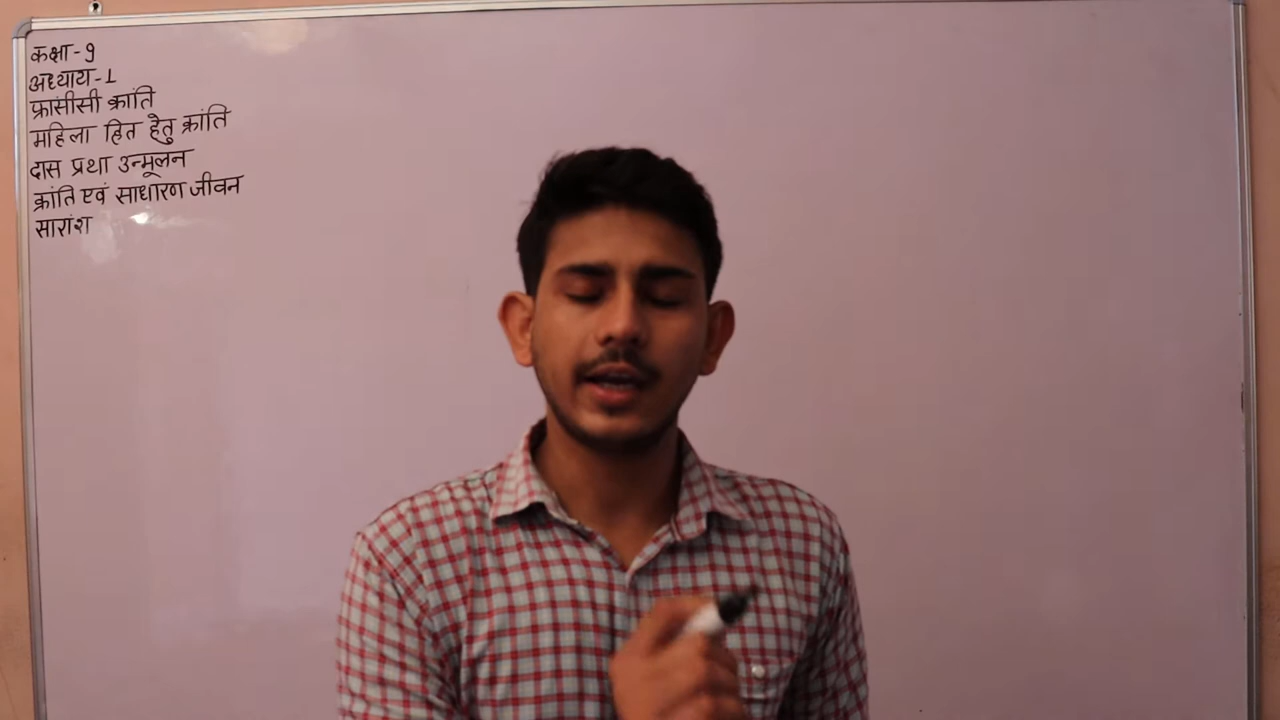 कक्षा-9
अध्याय-1
फ्रांसीसी क्रांति
महिला हित हेतु क्रांति
दास प्रथा उन्मूलन
क्रांति एवं साधारण जीवन
सारांश